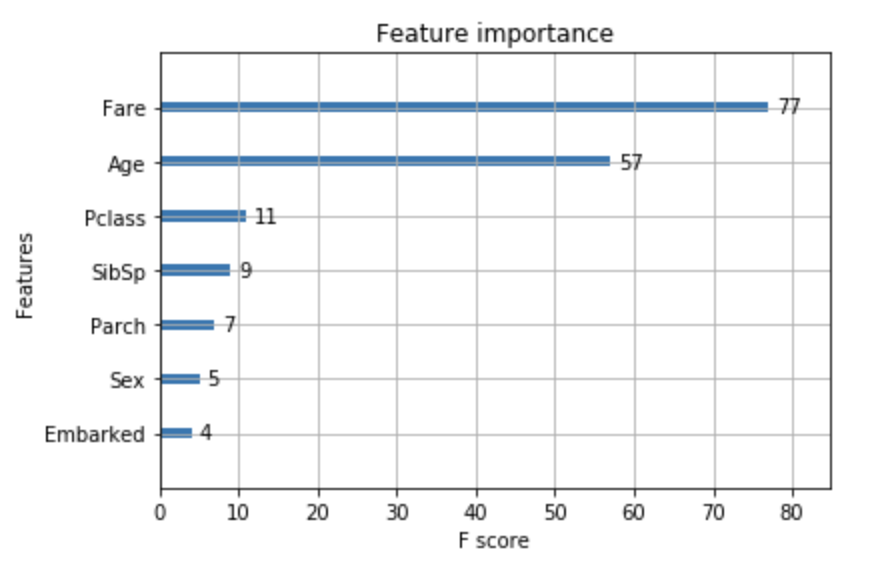 Feature importance
Fare 77
Age 57
Pclass 11
SibSp 9
Parch 7
Sex 5
Embarked 4
Features
0 10 20 30 40 50 60 70 80
F score